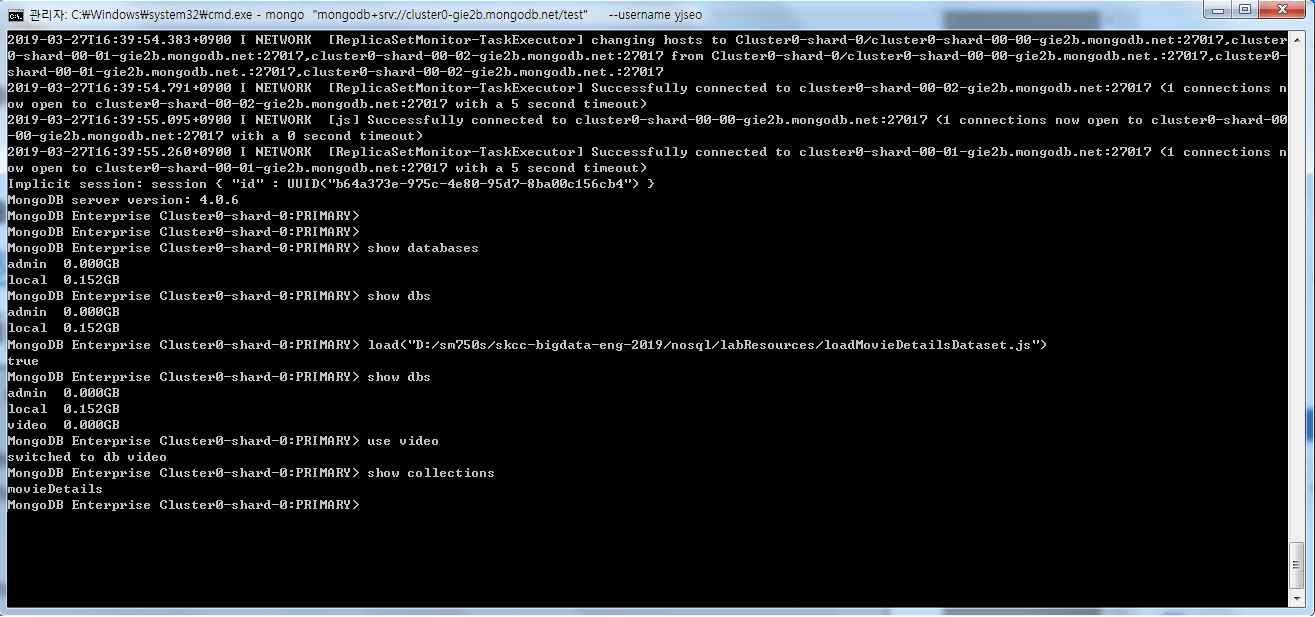 관리자: C:₩Windows₩system32₩cmd.exe - mongo "mongodb+srv://cluster0-gie2b.mongodb.net/test" --username yjseo
2019-03-27T16:39:54.383+0900 I NETWORK  [ReplicaSetMonitor-TaskExecutor] changing hosts to Cluster0-shard-0/cluster0-shard-00-00-gie2b.mongodb.net:27017,cluster
0-shard-00-01-gie2b.mongodb.net:27017,cluster0-shard-00-02-gie2b.mongodb.net:27017 from Cluster0-shard-0/cluster0-shard-00-00-gie2b.mongodb.net.:27017,cluster0-
shard-00-01-gie2b.mongodb.net.:27017,cluster0-shard-00-02-gie2b.mongodb.net.:27017
2019-03-27T16:39:54.791+0900 I NETWORK  [ReplicaSetMonitor-TaskExecutor] Successfully connected to cluster0-shard-00-02-gie2b.mongodb.net:27017 (1 connections n
ow open to cluster0-shard-00-02-gie2b.mongodb.net:27017 with a 5 second timeout)
2019-03-27T16:39:55.095+0900 I NETWORK  [js] Successfully connected to cluster0-shard-00-00-gie2b.mongodb.net:27017 (1 connections now open to cluster0-shard-00
-00-gie2b.mongodb.net:27017 with a 0 second timeout)
2019-03-27T16:39:55.260+0900 I NETWORK  [ReplicaSetMonitor-TaskExecutor] Successfully connected to cluster0-shard-00-01-gie2b.mongodb.net:27017 (1 connections n
ow open to cluster0-shard-00-01-gie2b.mongodb.net:27017 with a 5 second timeout)
Implicit session: session { "id" : UUID("b64a373e-975c-4e80-95d7-8ba00c156cb4") }
MongoDB server version: 4.0.6
MongoDB Enterprise Cluster0-shard-0:PRIMARY>
MongoDB Enterprise Cluster0-shard-0:PRIMARY>
MongoDB Enterprise Cluster0-shard-0:PRIMARY> show databases
admin  0.000GB
local  0.152GB
MongoDB Enterprise Cluster0-shard-0:PRIMARY> show dbs
admin  0.000GB
local  0.152GB
MongoDB Enterprise Cluster0-shard-0:PRIMARY> load("D:/sm750s/skcc-bigdata-eng-2019/nosql/labResources/loadMovieDetailsDataset.js")
true
MongoDB Enterprise Cluster0-shard-0:PRIMARY> show dbs
admin  0.000GB
local  0.152GB
video  0.000GB
MongoDB Enterprise Cluster0-shard-0:PRIMARY> use video
switched to db video
MongoDB Enterprise Cluster0-shard-0:PRIMARY> show collections
movieDetails
MongoDB Enterprise Cluster0-shard-0:PRIMARY>